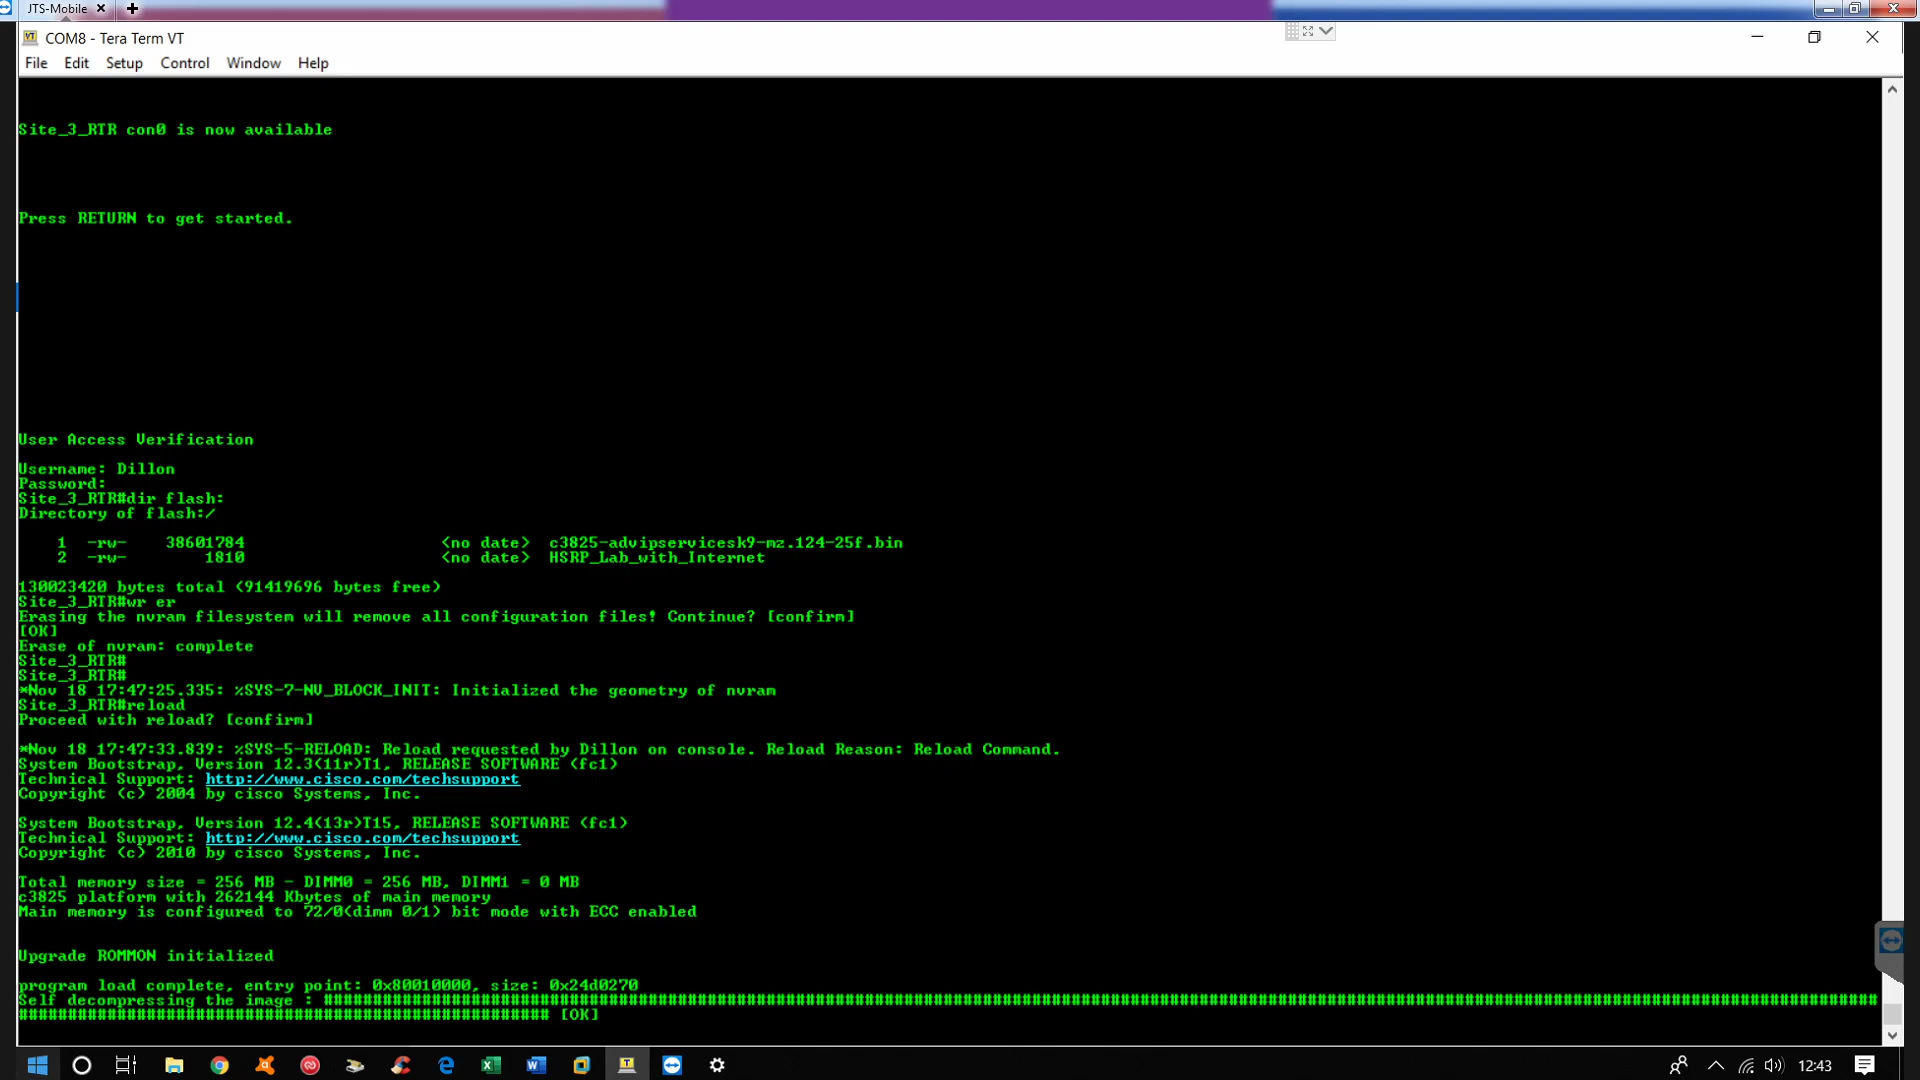 JTS-Mobile
COM8 - Tera Term VT
File Edit Setup Control Window Help
Site_3_RTR con0 is now available
Press RETURN to get started.
User Access Verification
Username: Dillon
Password:
Site_3_RTR#dir flash:
Directory of flash:/
1 -rw- 38601784 <no date> c3825-advipservicesk9-mz.124-25f.bin
2 -rw- 1810 <no date> HSRP_Lab_with_Internet
130023420 bytes total (91419696 bytes free)
Site_3_RTR#wr er
Erasing the nvram filesystem will remove all configuration files! Continue? [confirm]
[OK]
Erase of nvram: complete
Site_3_RTR#
Site_3_RTR#
*Nov 18 17:47:25.335: %SYS-7-NV_BLOCK_INIT: Initialized the geometry of nvram
Site_3_RTR#reload
Proceed with reload? [confirm]
*Nov 18 17:47:33.839: %SYS-5-RELOAD: Reload requested by Dillon on console. Reload Reason: Reload Command.
System Bootstrap, Version 12.3(11r)T1, RELEASE SOFTWARE (fc1)
Technical Support: http://www.cisco.com/techsupport
Copyright (c) 2004 by cisco Systems, Inc.
System Bootstrap, Version 12.4(13r)T15, RELEASE SOFTWARE (fc1)
Technical Support: http://www.cisco.com/techsupport
Copyright (c) 2010 by cisco Systems, Inc.
Total memory size = 256 MB - DIMM0 = 256 MB, DIMM1 = 0 MB
c3825 platform with 262144 Kbytes of main memory
Main memory is configured to 72/0(dimm 0/1) bit mode with ECC enabled
Upgrade ROMMON initialized
program load complete, entry point: 0x80010000, size: 0x24d0270
Self decompressing the image : ##############################################################################################################################################################
###################################################### [OK]
12:43